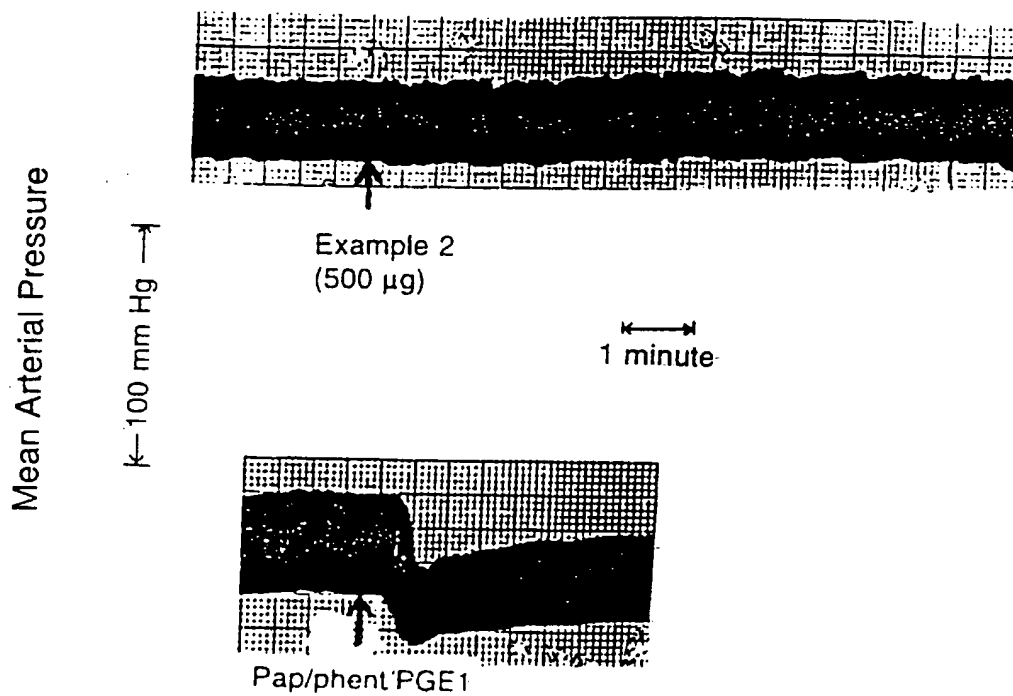 Mean Arterial Pressure
100 mm Hg
Example 2
(500 µg)
1 minute
Pap/phent/PGE1